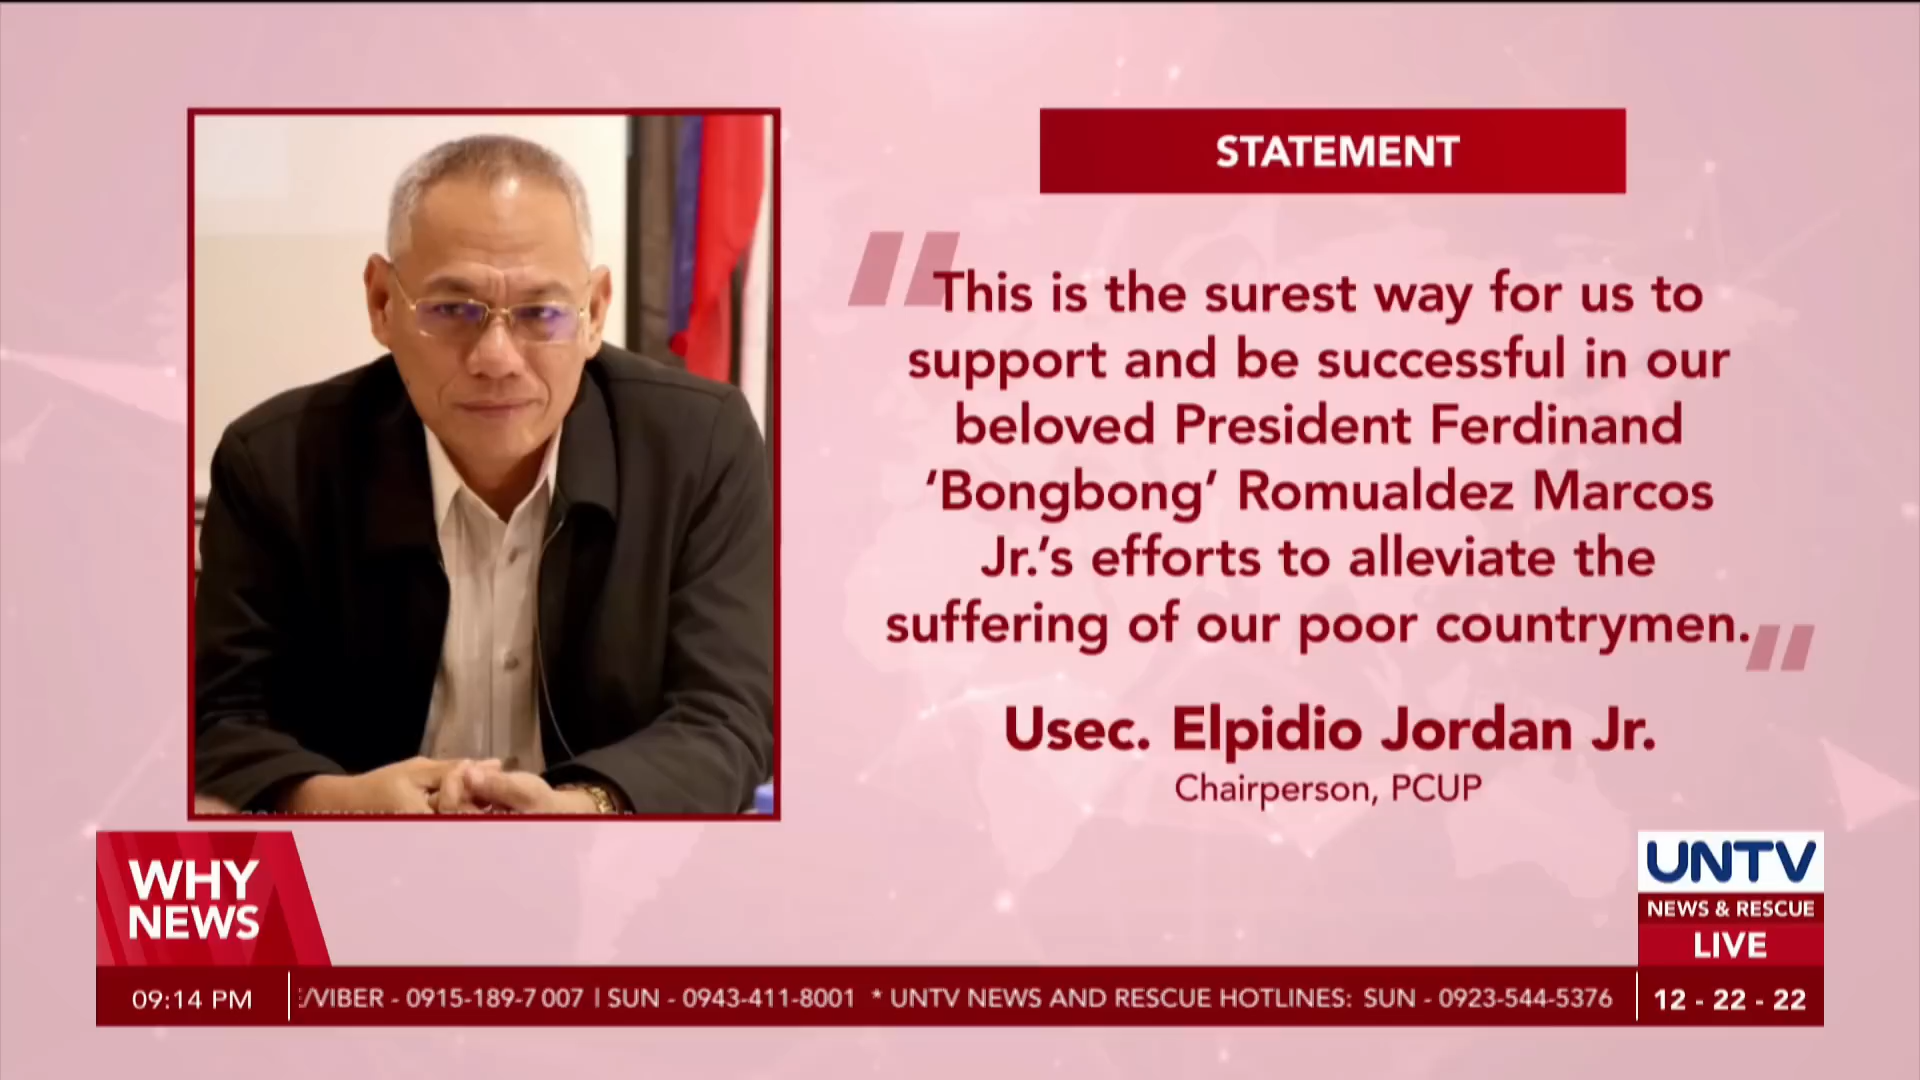 STATEMENT
"This is the surest way for us to
support and be successful in our
beloved President Ferdinand
'Bongbong' Romualdez Marcos
Jr.'s efforts to alleviate the
suffering of our poor countrymen."
Usec. Elpidio Jordan Jr.
Chairperson, PCUP
WHY
NEWS
UNTV
NEWS & RESCUE
LIVE
09:14 PM
/VIBER - 0915-189-7007 | SUN - 0943-411-8001 * UNTV NEWS AND RESCUE HOTLINES: SUN - 0923-544-5376
12 - 22 - 22